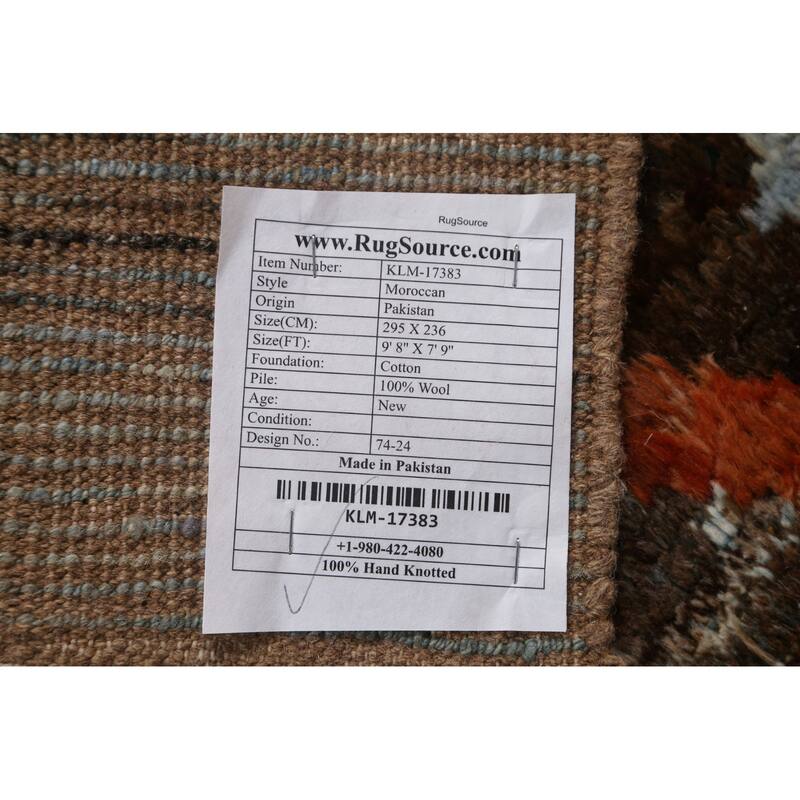 RugSource
www.RugSource.com
Item Number: KLM-17383
Style Moroccan
Origin Pakistan
Size(CM): 295 X 236
Size(FT): 9' 8" X 7' 9"
Foundation: Cotton
Pile: 100% Wool
Age: New
Condition:
Design No.: 74-24
Made in Pakistan
KLM-17383
+1-980-422-4080
100% Hand Knotted